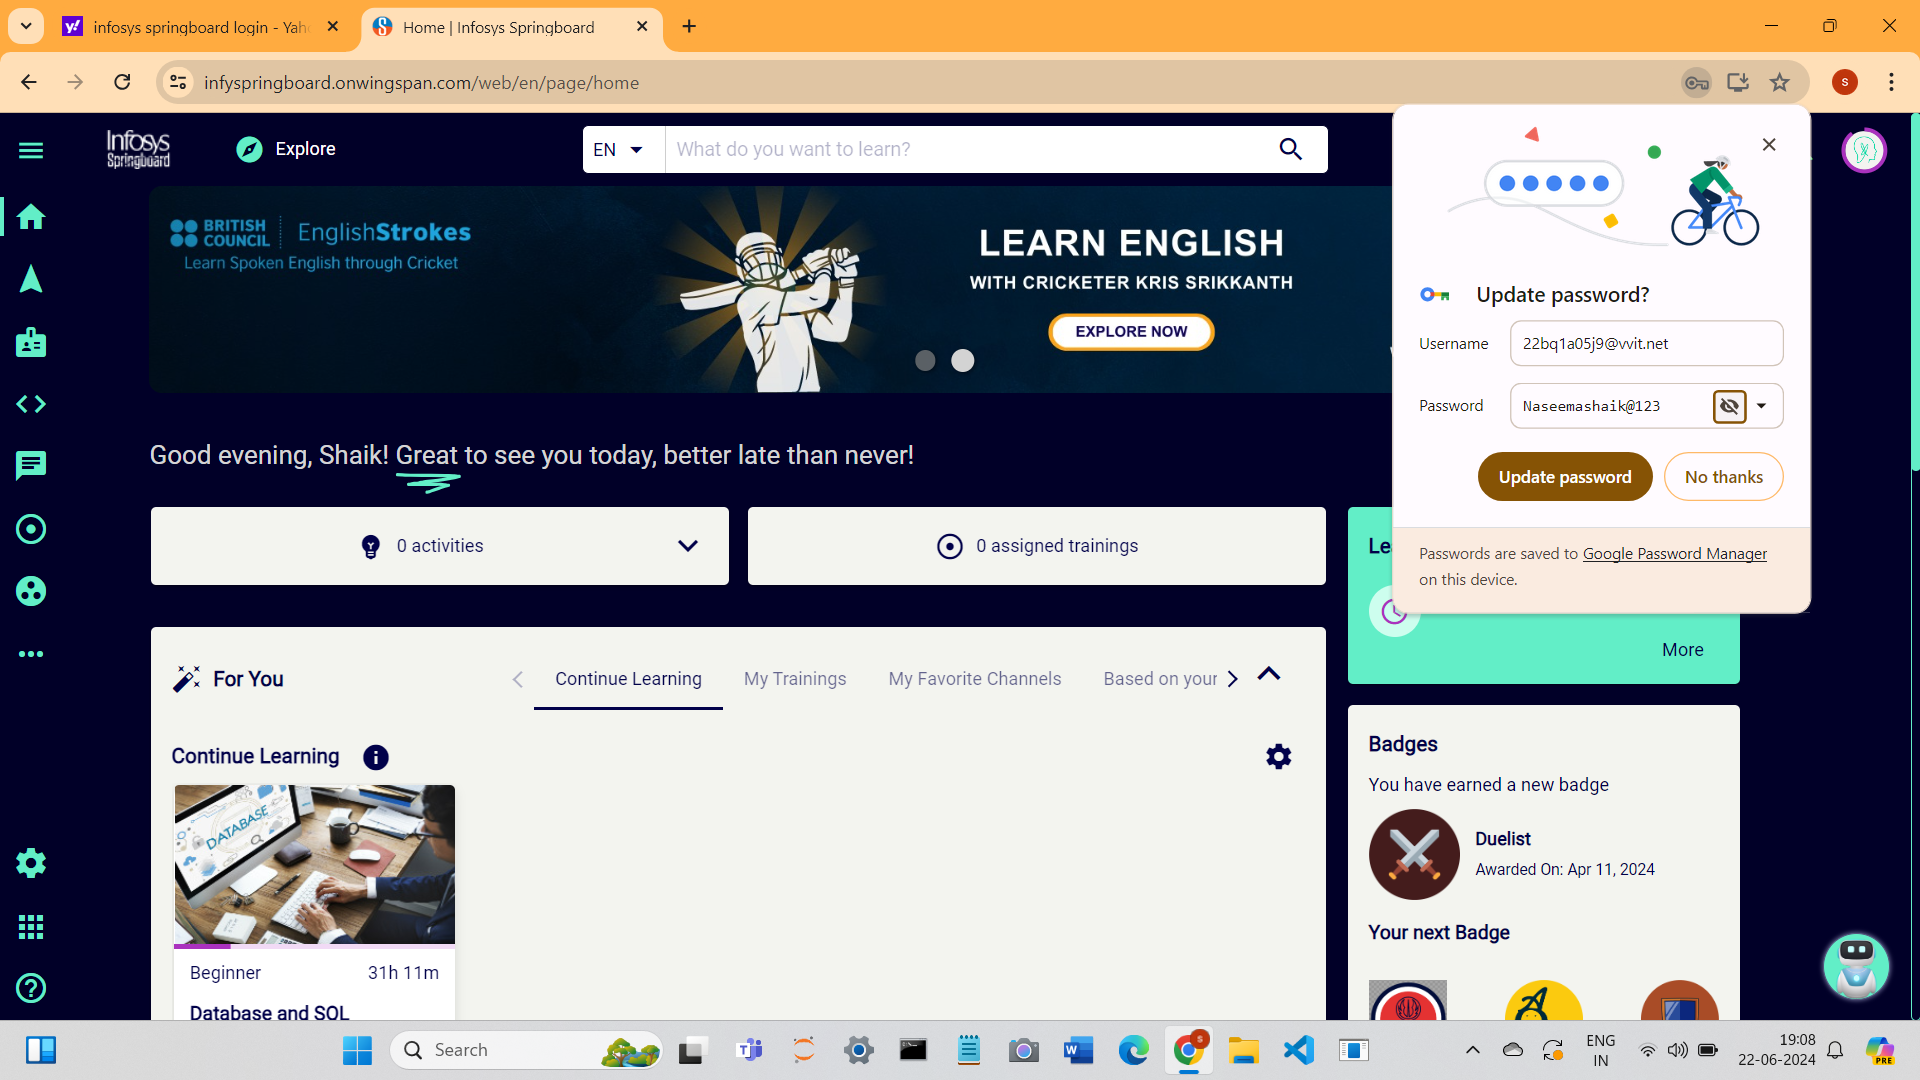 infosys springboard login - Yah
Home | Infosys Springboard
infyspringboard.onwingspan.com/web/en/page/home
S
Infosys
Springboard
Explore
EN
What do you want to learn?
BRITISH
COUNCIL
EnglishStrokes
Learn Spoken English through Cricket
LEARN ENGLISH
WITH CRICKETER KRIS SRIKKANTH
EXPLORE NOW
Update password?
Username
22bq1a05j9@vvit.net
Password
Naseemashaik@123
Update password
No thanks
Passwords are saved to Google Password Manager
on this device.
Good evening, Shaik! Great to see you today, better late than never!
0 activities
0 assigned trainings
Le
More
For You
Continue Learning
My Trainings
My Favorite Channels
Based on your
Continue Learning
DATABASE
Beginner
31h 11m
Database and SQL
Badges
You have earned a new badge
Duelist
Awarded On: Apr 11, 2024
Your next Badge
Search
ENG
IN
19:08
22-06-2024
PRE